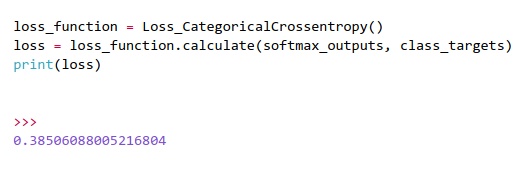 loss_function = Loss_CategoricalCrossentropy()
loss = loss_function.calculate(softmax_outputs, class_targets)
print(loss)
>>>
0.38506088005216804